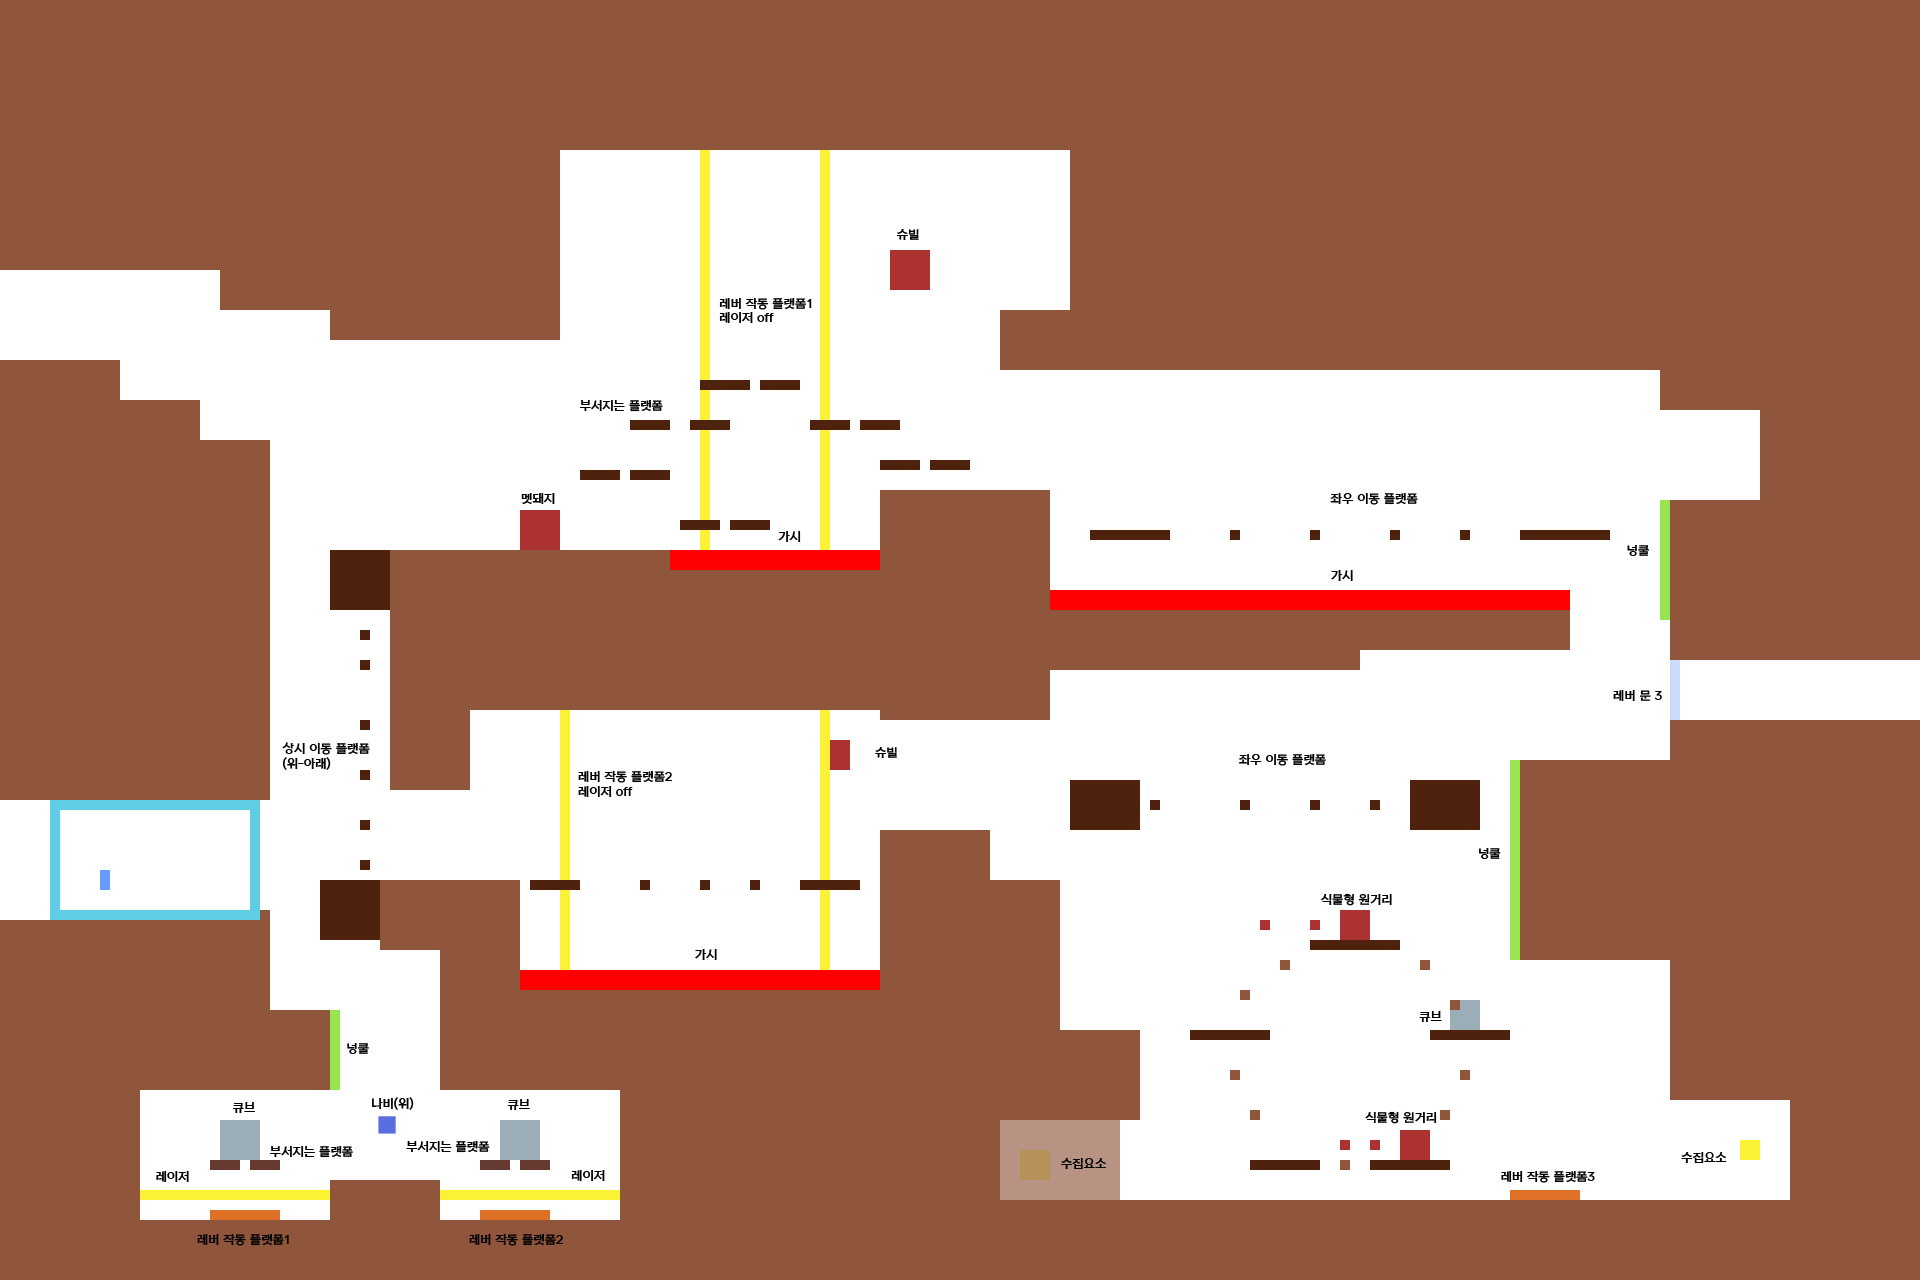 슈빌
레버 작동 플랫폼1
레이저 off
부서지는 플랫폼
멧돼지
가시
좌우 이동 플랫폼
넝쿨
가시
레버 문 3
상시 이동 플랫폼
(위-아래)
슈빌
레버 작동 플랫폼2
레이저 off
좌우 이동 플랫폼
넝쿨
식물형 원거리
가시
큐브
넝쿨
큐브
나비(위)
큐브
부서지는 플랫폼
부서지는 플랫폼
식물형 원거리
레이저
레이저
수집요소
수집요소
레버 작동 플랫폼3
레버 작동 플랫폼1
레버 작동 플랫폼2